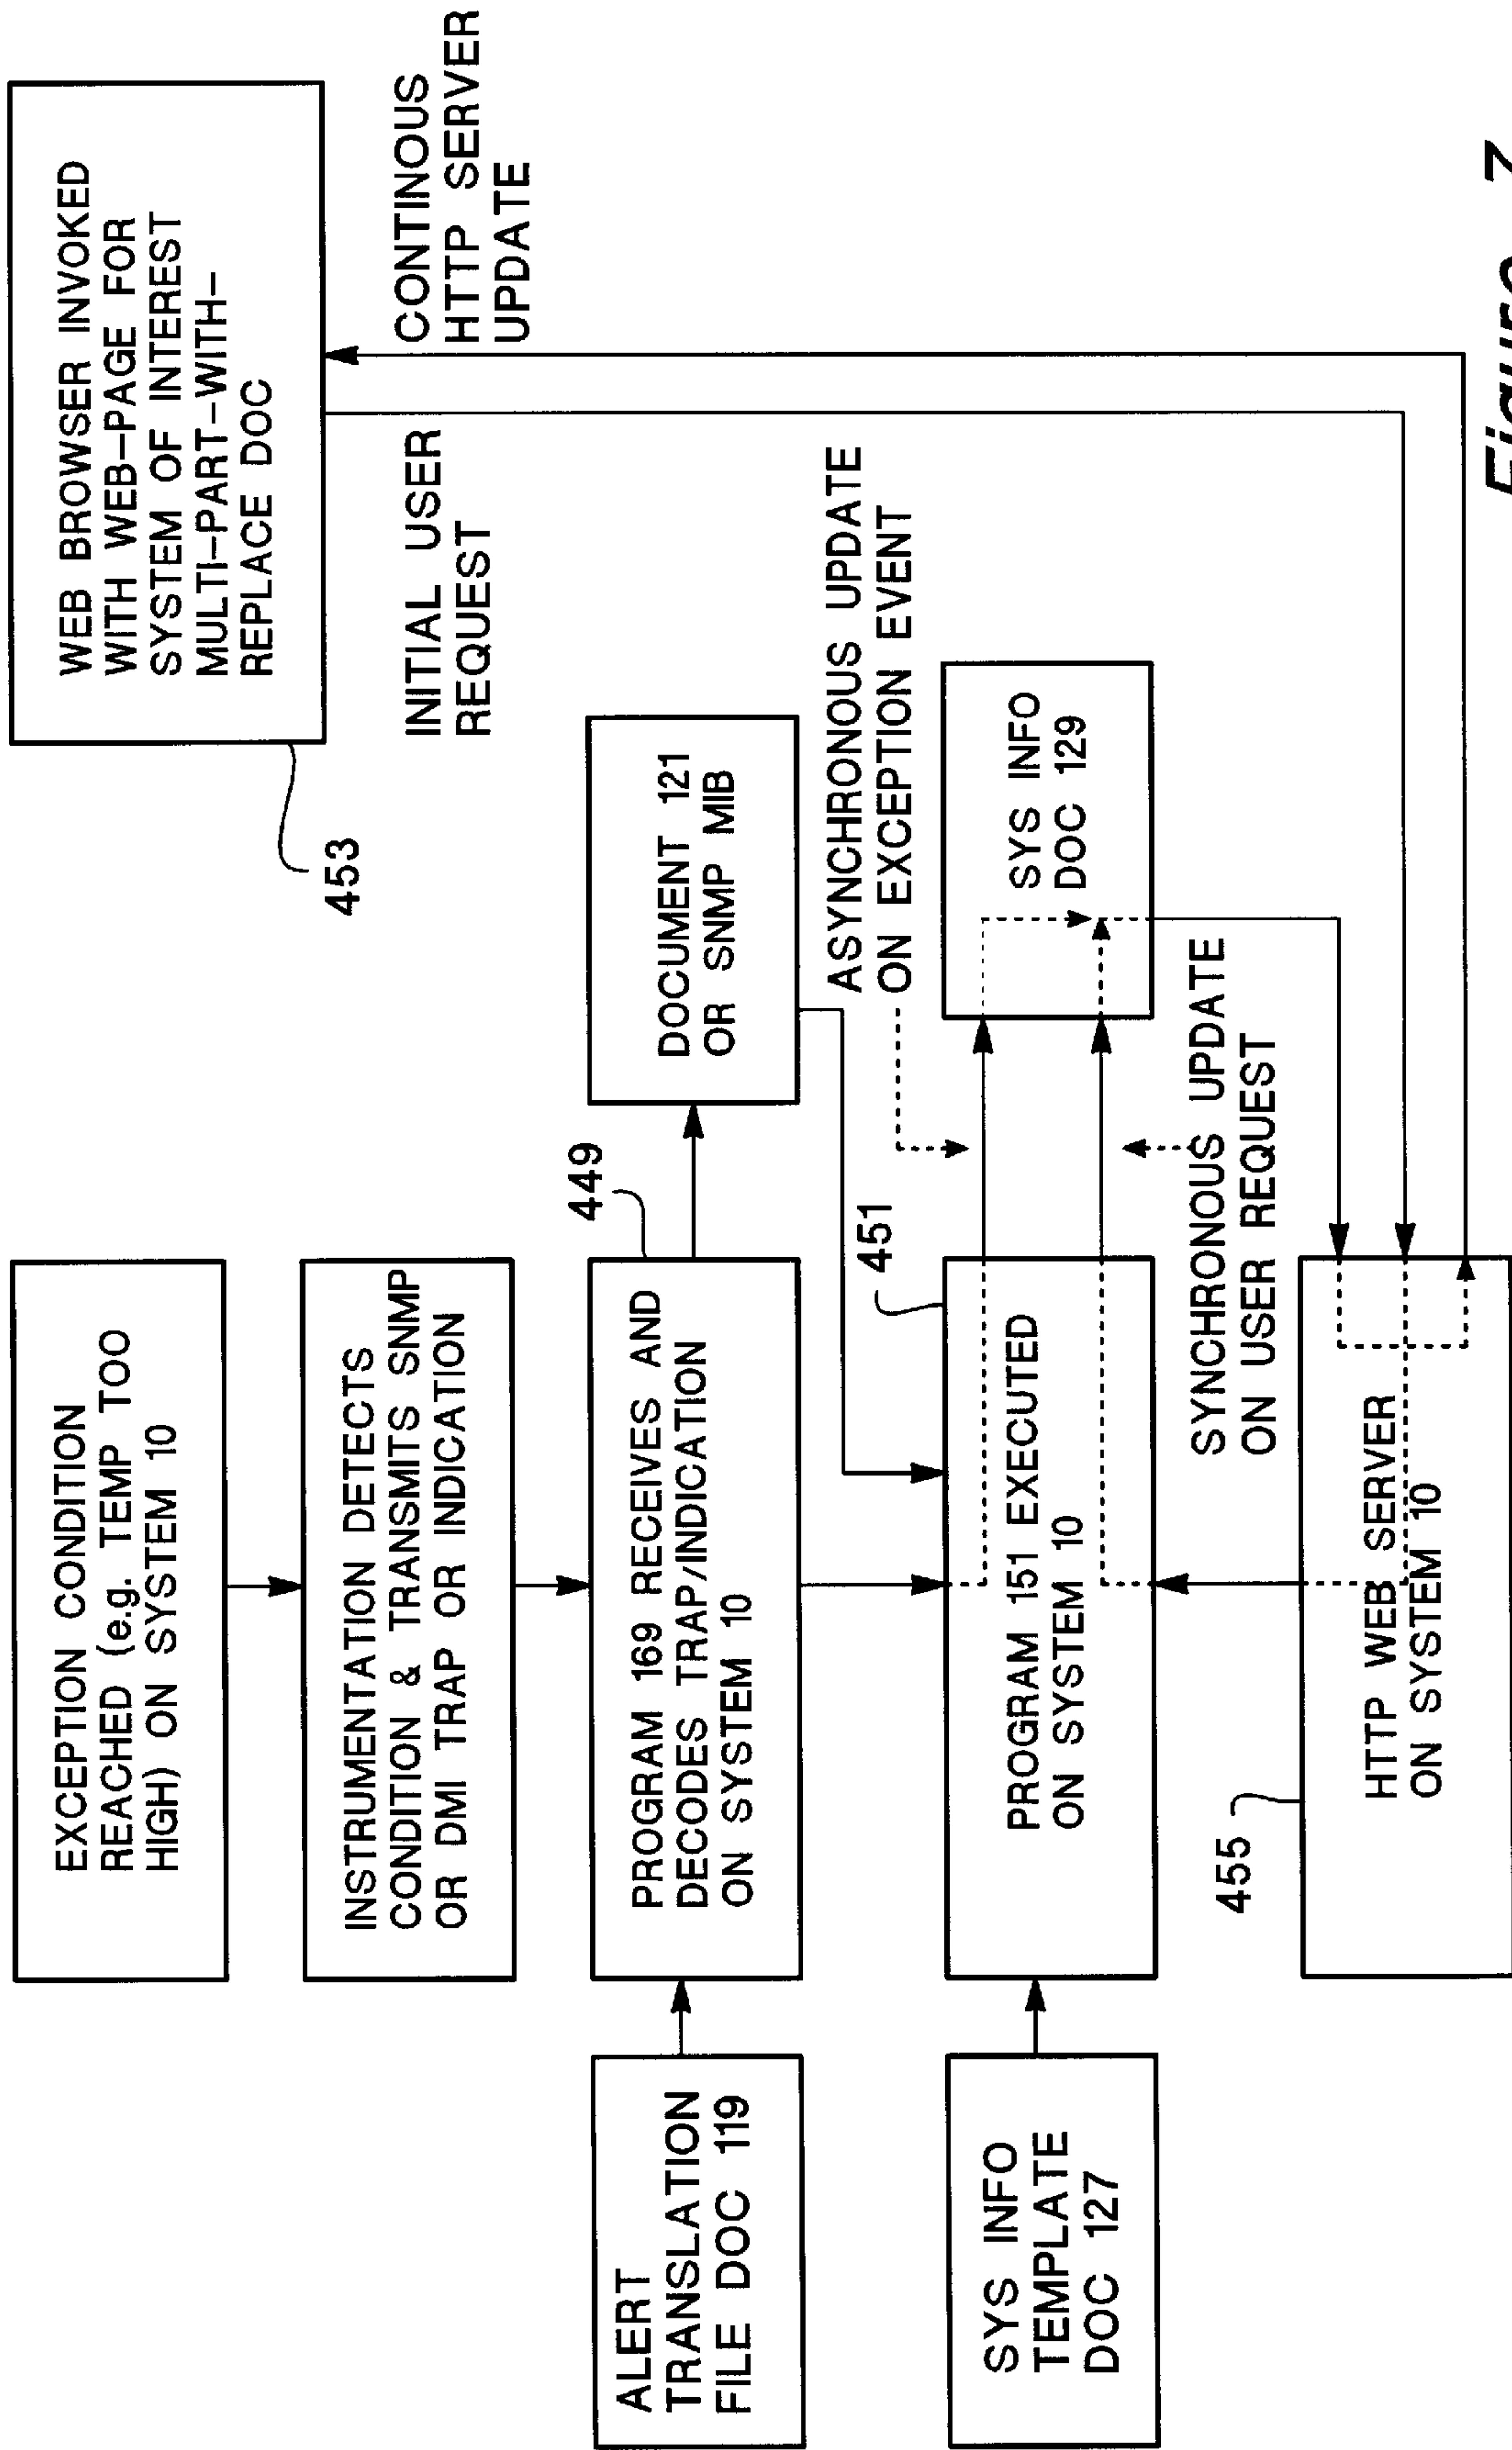 EXCEPTION CONDITION
REACHED (e.g. TEMP TOO
HIGH) ON SYSTEM 10
INSTRUMENTATION DETECTS
CONDITION & TRANSMITS SNMP
OR DMI TRAP OR INDICATION
ALERT
TRANSLATION
FILE DOC 119
PROGRAM 169 RECEIVES AND
DECODES TRAP/INDICATION
ON SYSTEM 10
449
DOCUMENT 121
OR SNMP MIB
WEB BROWSER INVOKED
WITH WEB-PAGE FOR
SYSTEM OF INTEREST
MULTI-PART-WITH-
REPLACE DOC
453
INITIAL USER
REQUEST
CONTINOUS
HTTP SERVER
UPDATE
SYS INFO
TEMPLATE
DOC 127
PROGRAM 151 EXECUTED
ON SYSTEM 10
451
ASYNCHRONOUS UPDATE
ON EXCEPTION EVENT
SYS INFO
DOC 129
SYNCHRONOUS UPDATE
ON USER REQUEST
455
HTTP WEB SERVER
ON SYSTEM 10
Figure 7